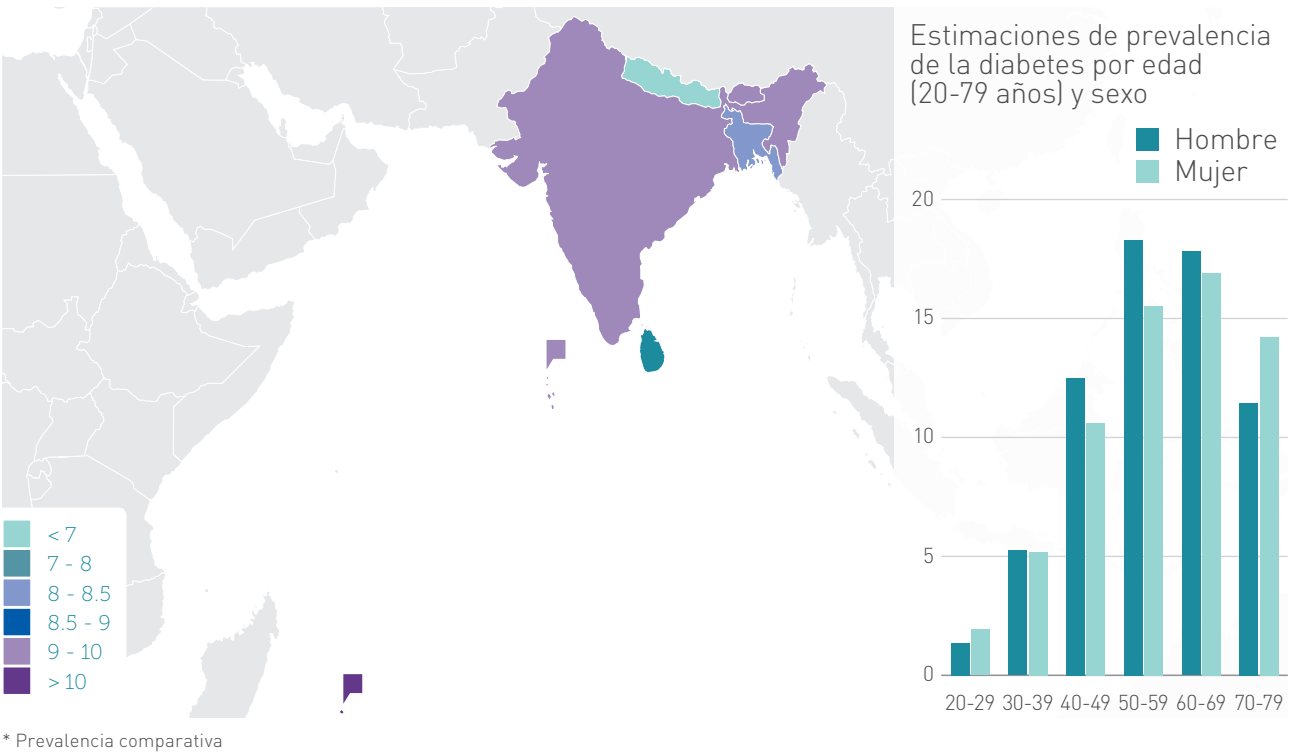 Estimaciones de prevalencia
de la diabetes por edad
(20-79 años) y sexo
Hombre
Mujer
20
15
10
5
0
20-29 30-39 40-49 50-59 60-69 70-79
< 7
7 - 8
8 - 8.5
8.5 - 9
9 - 10
> 10
* Prevalencia comparativa